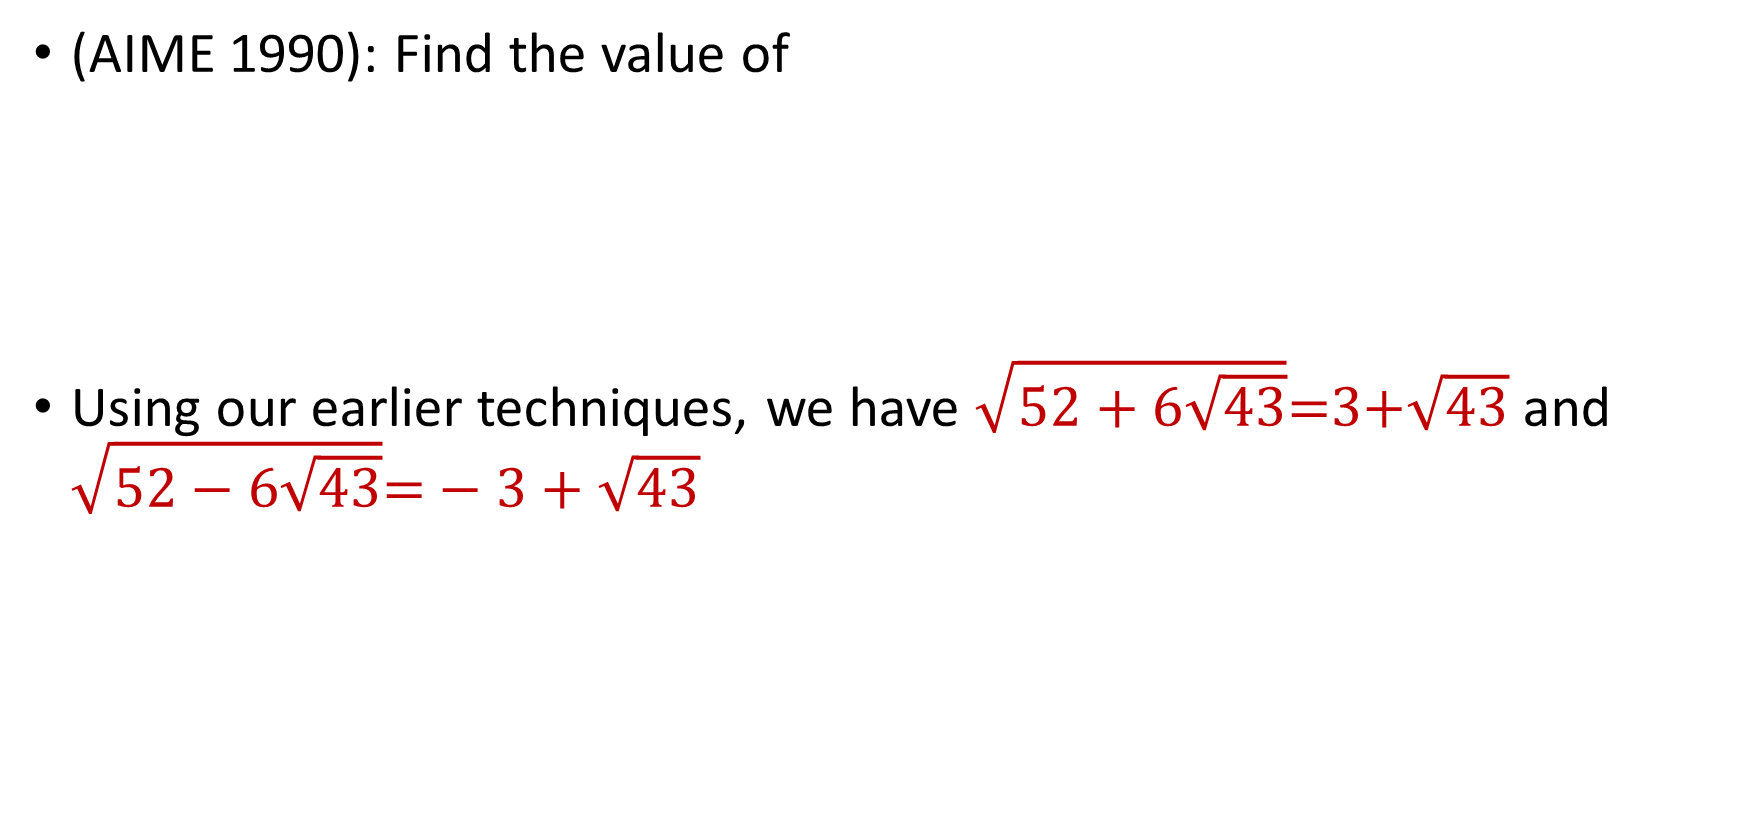 • (AIME 1990): Find the value of
• Using our earlier techniques, we have √(52 + 6√43)=3+√43 and
√(52 − 6√43)= − 3 + √43